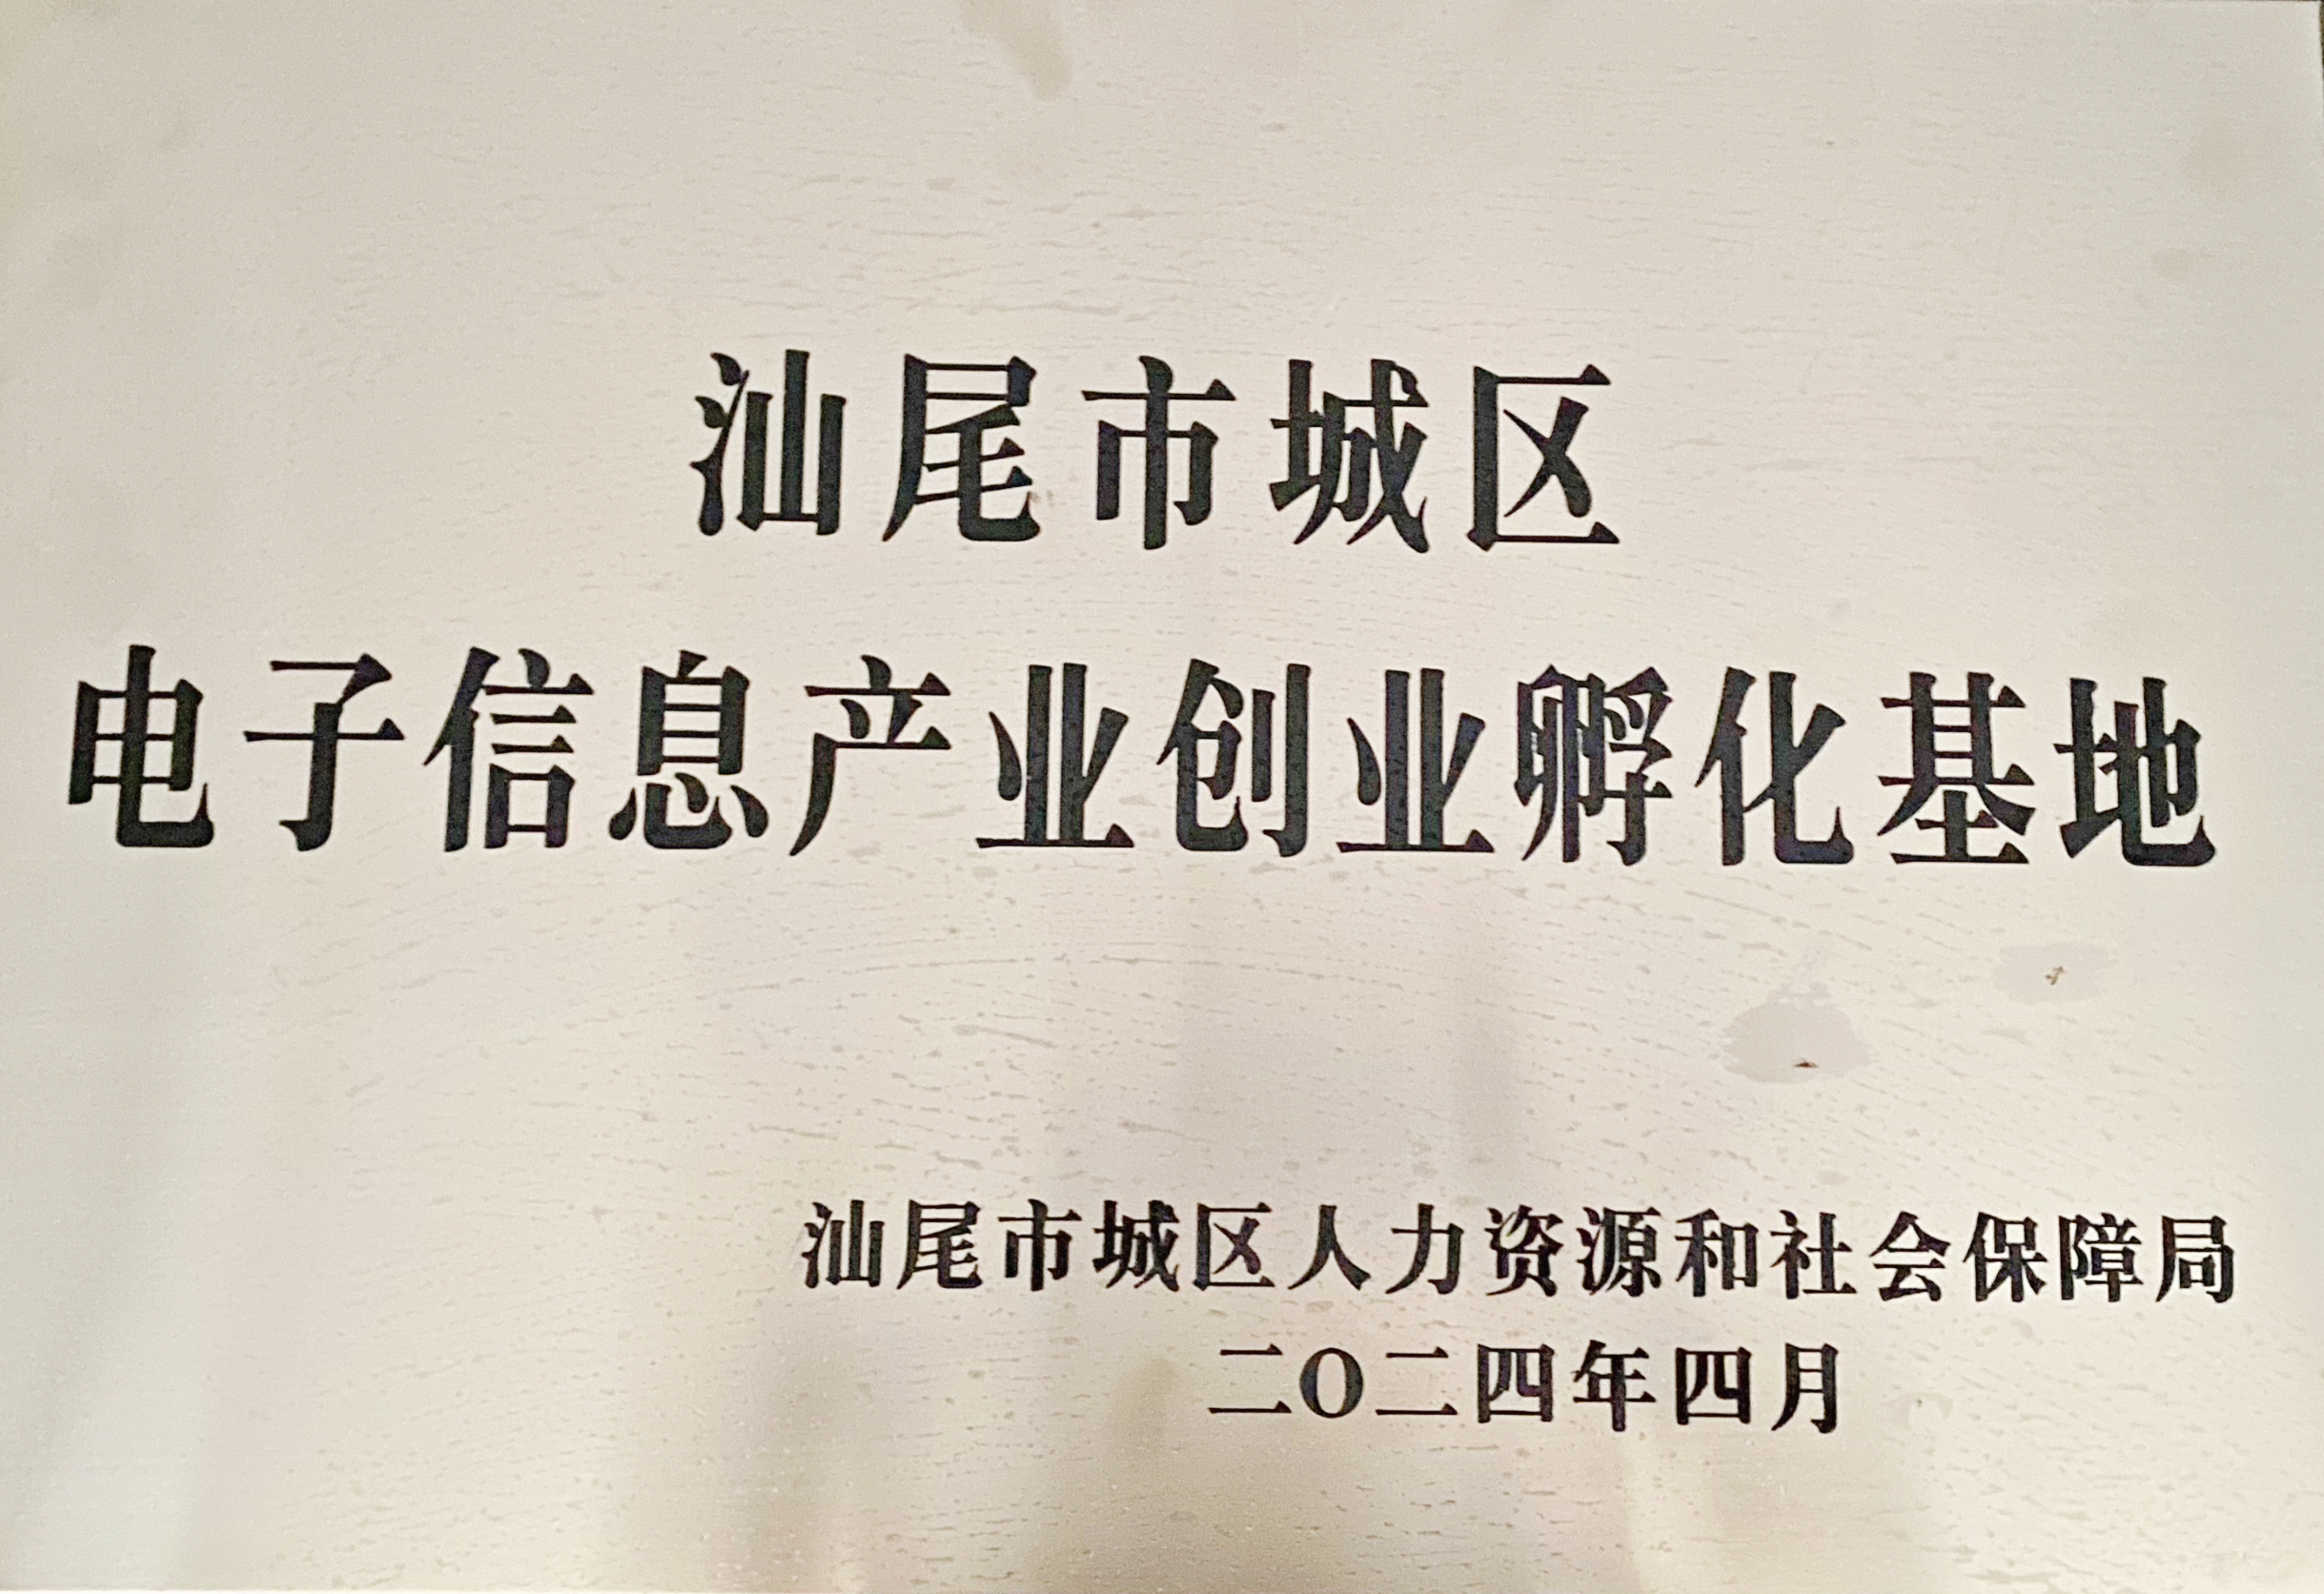 汕尾市城区
电子信息产业创业孵化基地
汕尾市城区人力资源和社会保障局
二〇二四年四月